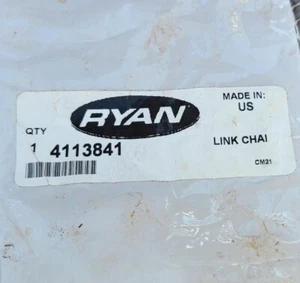 RYAN
MADE IN:
US
QTY
1 4113841
LINK CHAI
CM21